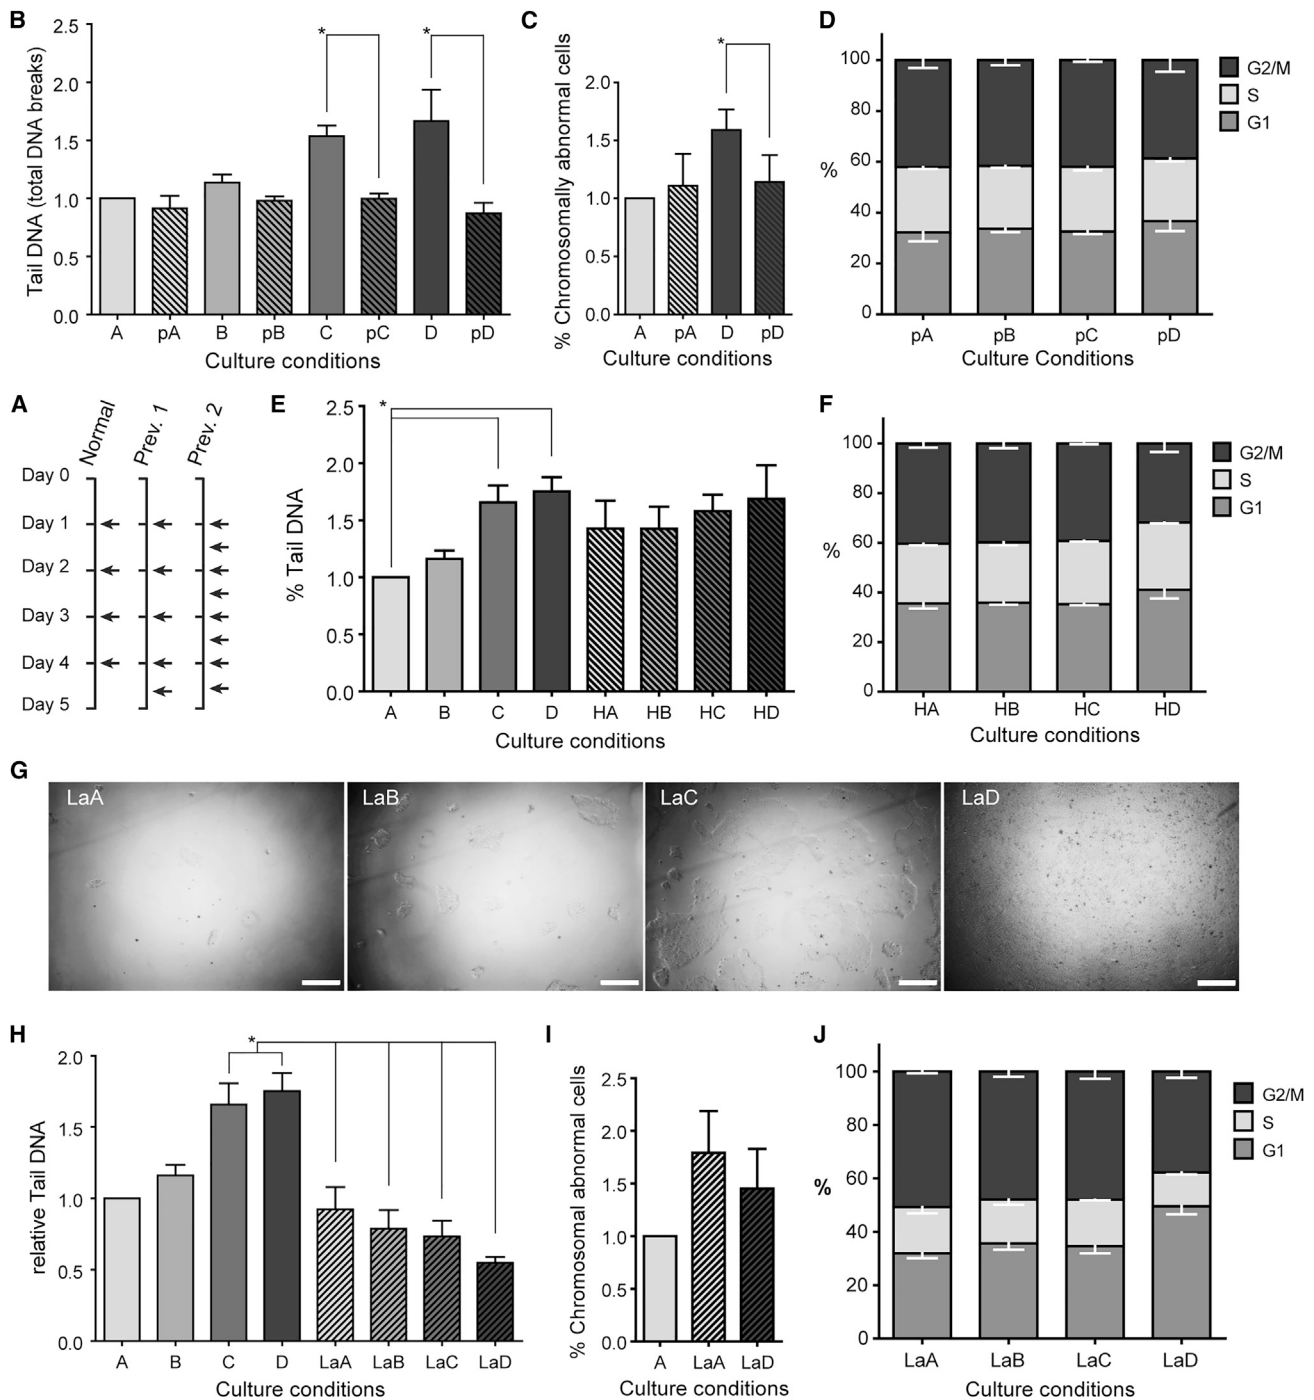 B
2.5
2.0
1.5
1.0
0.5
0.0
Tail DNA (total DNA breaks)
*
*
A pA B pB C pC D pD
Culture conditions
C
2.0
1.5
1.0
0.5
0
% Chromosomally abnormal cells
*
A pA D pD
Culture conditions
D
100
80
60
40
20
0
%
pA pB pC pD
Culture Conditions
G2/M
S
G1
A
Normal
Prev. 1
Prev. 2
Day 0
Day 1
Day 2
Day 3
Day 4
Day 5
E
2.5
2.0
1.5
1.0
0.5
0.0
% Tail DNA
*
A B C D HA HB HC HD
Culture conditions
F
100
80
60
40
20
0
%
HA HB HC HD
Culture conditions
G2/M
S
G1
G
LaA
LaB
LaC
LaD
H
2.0
1.5
1.0
0.5
0.0
relative Tail DNA
*
A B C D LaA LaB LaC LaD
Culture conditions
I
2.5
2.0
1.5
1.0
0.5
0.0
% Chromosomal abnormal cells
A LaA LaD
Culture conditions
J
100
80
60
40
20
0
%
LaA LaB LaC LaD
Culture conditions
G2/M
S
G1